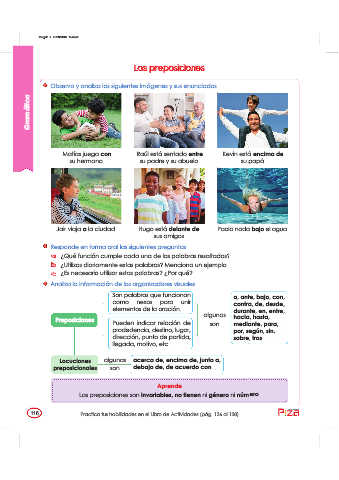 Gramática
Las preposiciones
Observa y analiza las siguientes imágenes y sus enunciados
Matías juega con
su hermana
Raúl está sentado entre
su padre y su abuelo
Kevin está encima de
su papá
Jair viaja a la ciudad
Hugo está delante de
sus amigos
Paola nada bajo el agua
Responde en forma oral las siguientes preguntas
¿Qué función cumple cada una de las palabras resaltadas?
¿Utilizas diariamente estas palabras? Menciona un ejemplo
¿Es necesario utilizar estas palabras? ¿Por qué?
Analiza la información de los organizadores visuales
Preposiciones
Son palabras que funcionan
como nexos para unir
elementos de la oración
Pueden indicar relación de
procedencia, destino, lugar,
dirección, punto de partida,
llegada, motivo, etc
algunas
son
a, ante, bajo, con,
contra, de, desde,
durante, en, entre,
hacia, hasta,
mediante, para,
por, según, sin,
sobre, tras
Locuciones
preposicionales
algunas
son
acerca de, encima de, junto a,
debajo de, de acuerdo con
Aprende
Las preposiciones son invariables, no tienen ni género ni número
116
Practica tus habilidades en el Libro de Actividades (pág. 134 al 136)